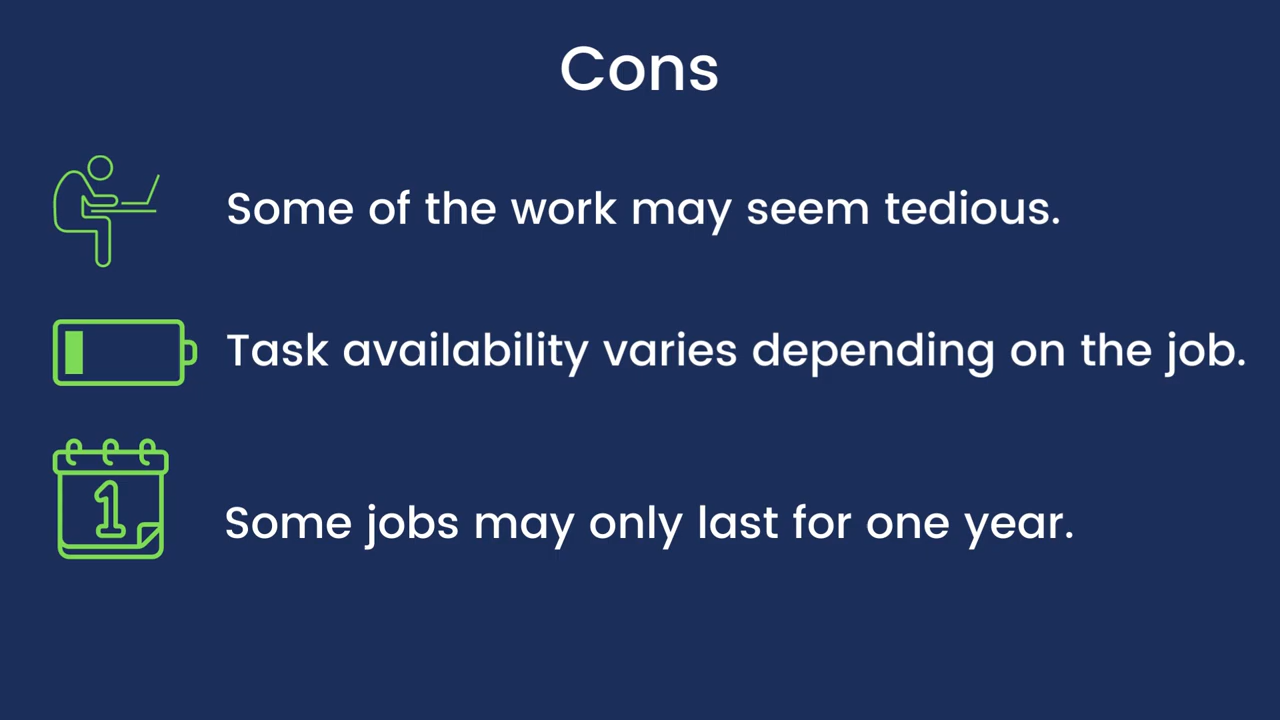 Cons
Some of the work may seem tedious.
Task availability varies depending on the job.
1
Some jobs may only last for one year.